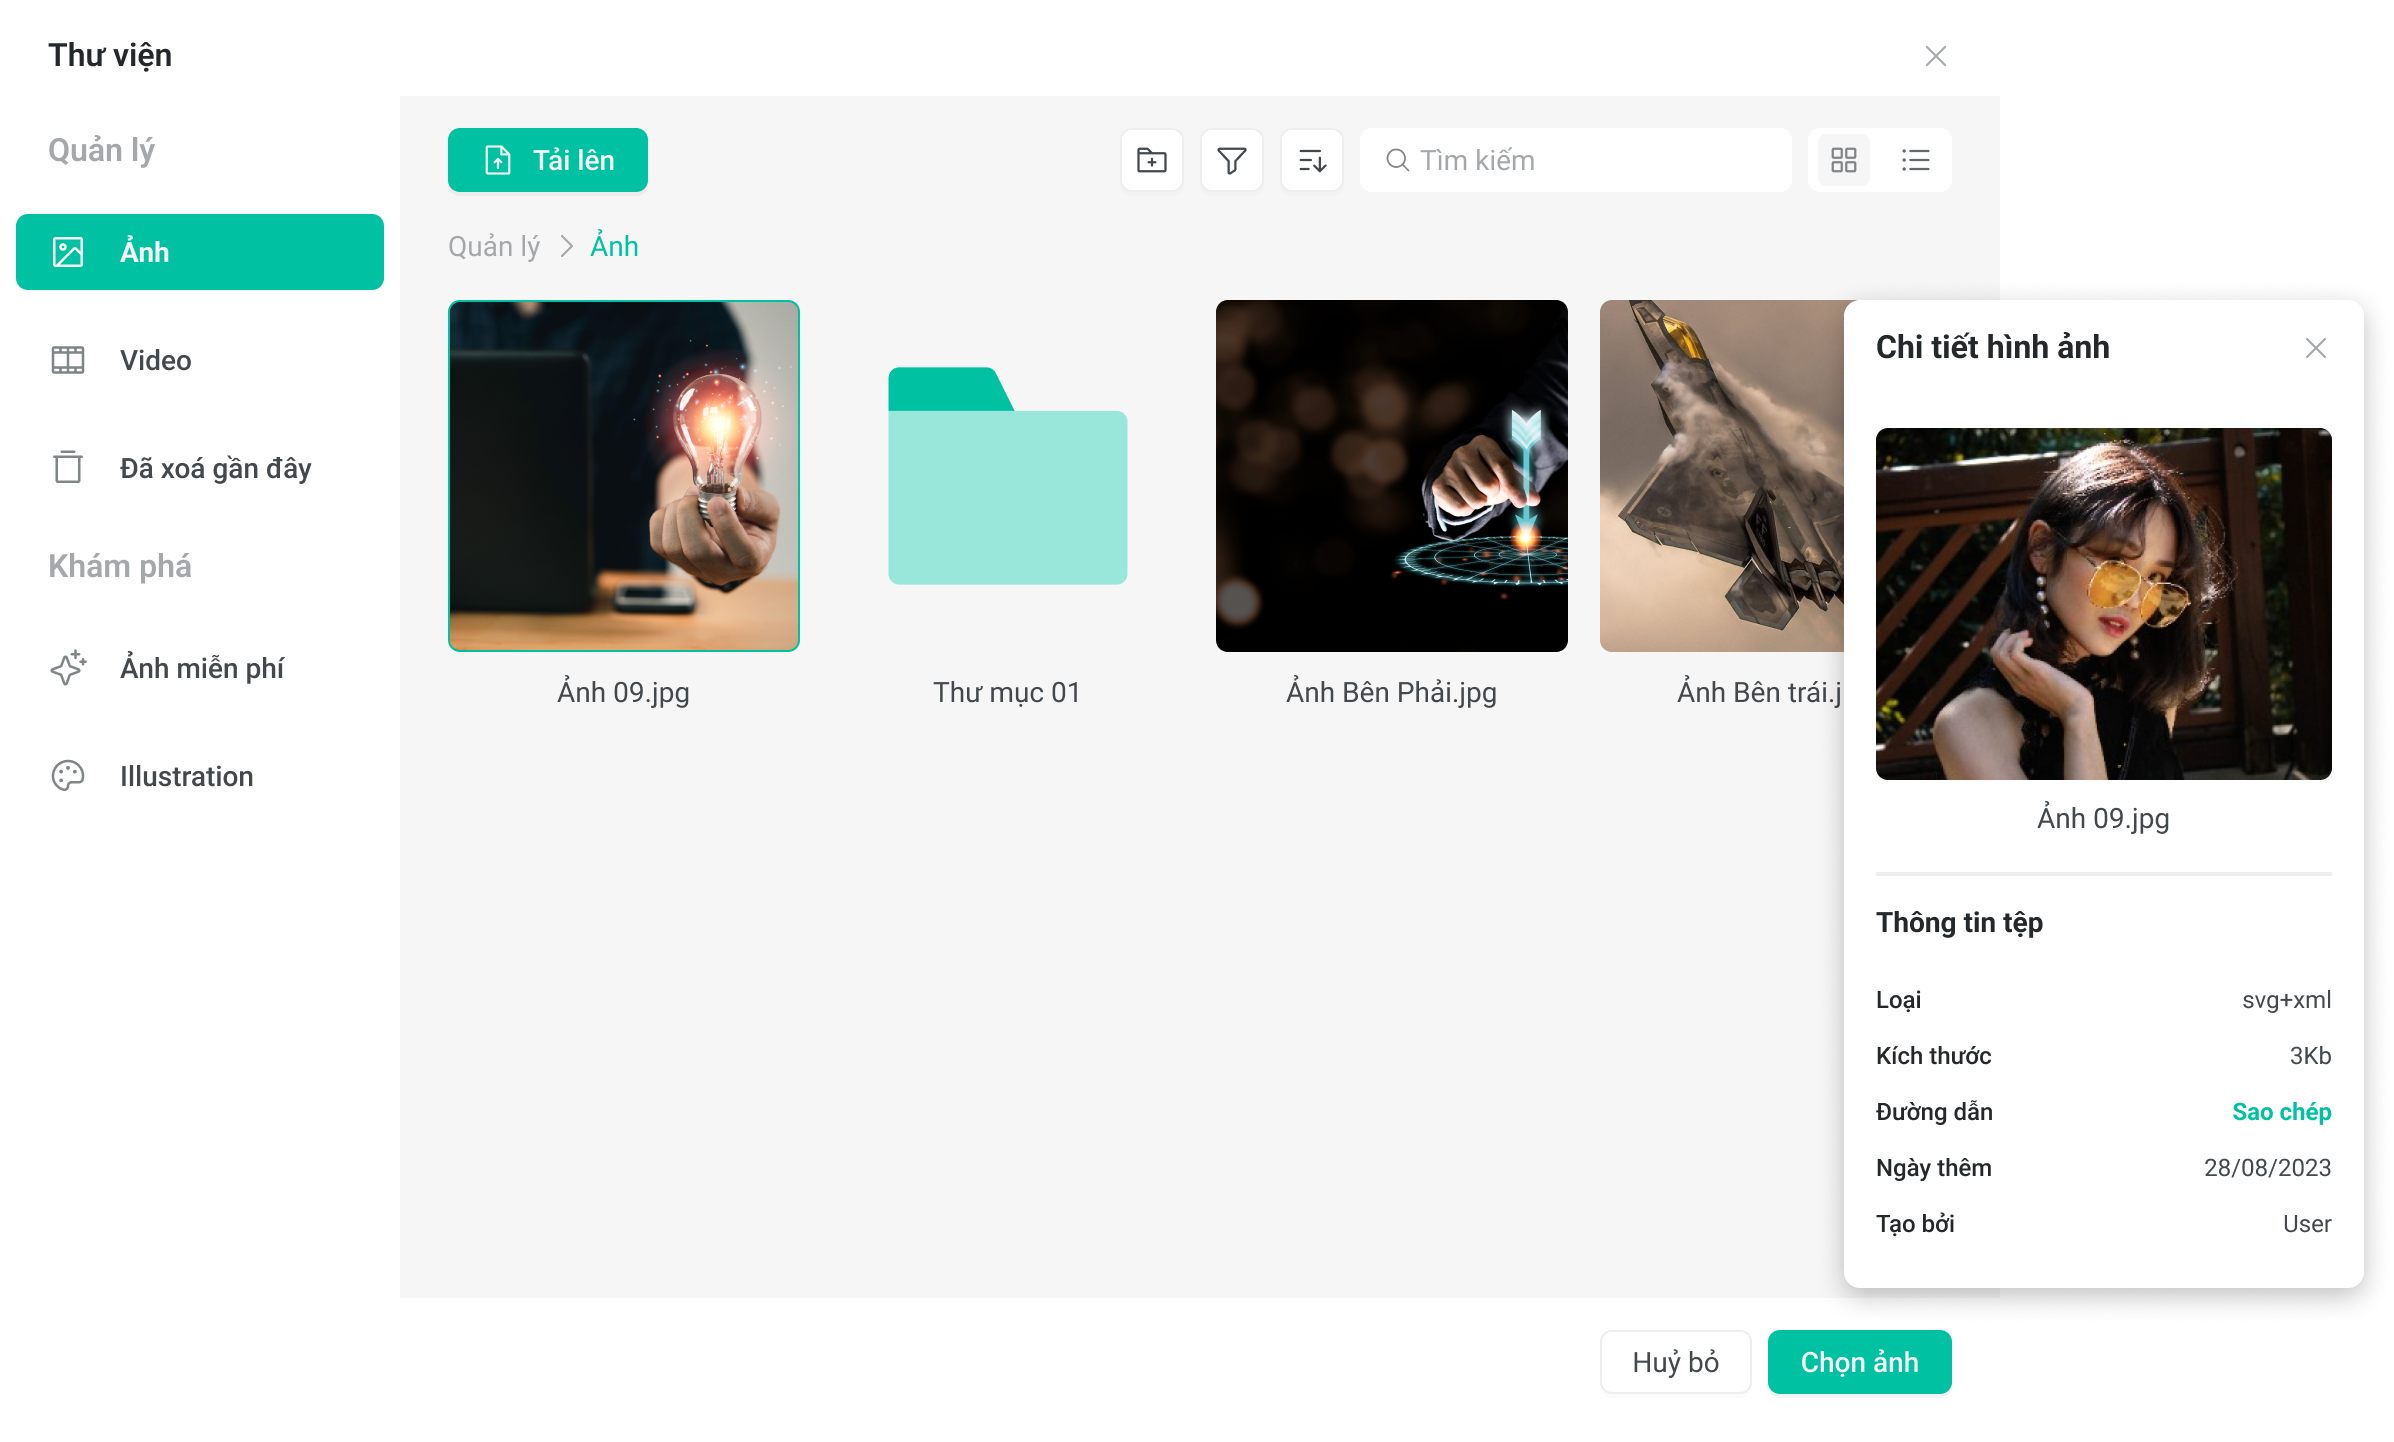 Thư viện
Quản lý
Ảnh
Video
Đã xoá gần đây
Khám phá
Ảnh miễn phí
Illustration
Tải lên
Tìm kiếm
Quản lý
Ảnh
Ảnh 09.jpg
Thư mục 01
Ảnh Bên Phải.jpg
Ảnh Bên trái.j
Chi tiết hình ảnh
Ảnh 09.jpg
Thông tin tệp
Loại svg+xml
Kích thước 3Kb
Đường dẫn Sao chép
Ngày thêm 28/08/2023
Tạo bởi User
Huỷ bỏ
Chọn ảnh